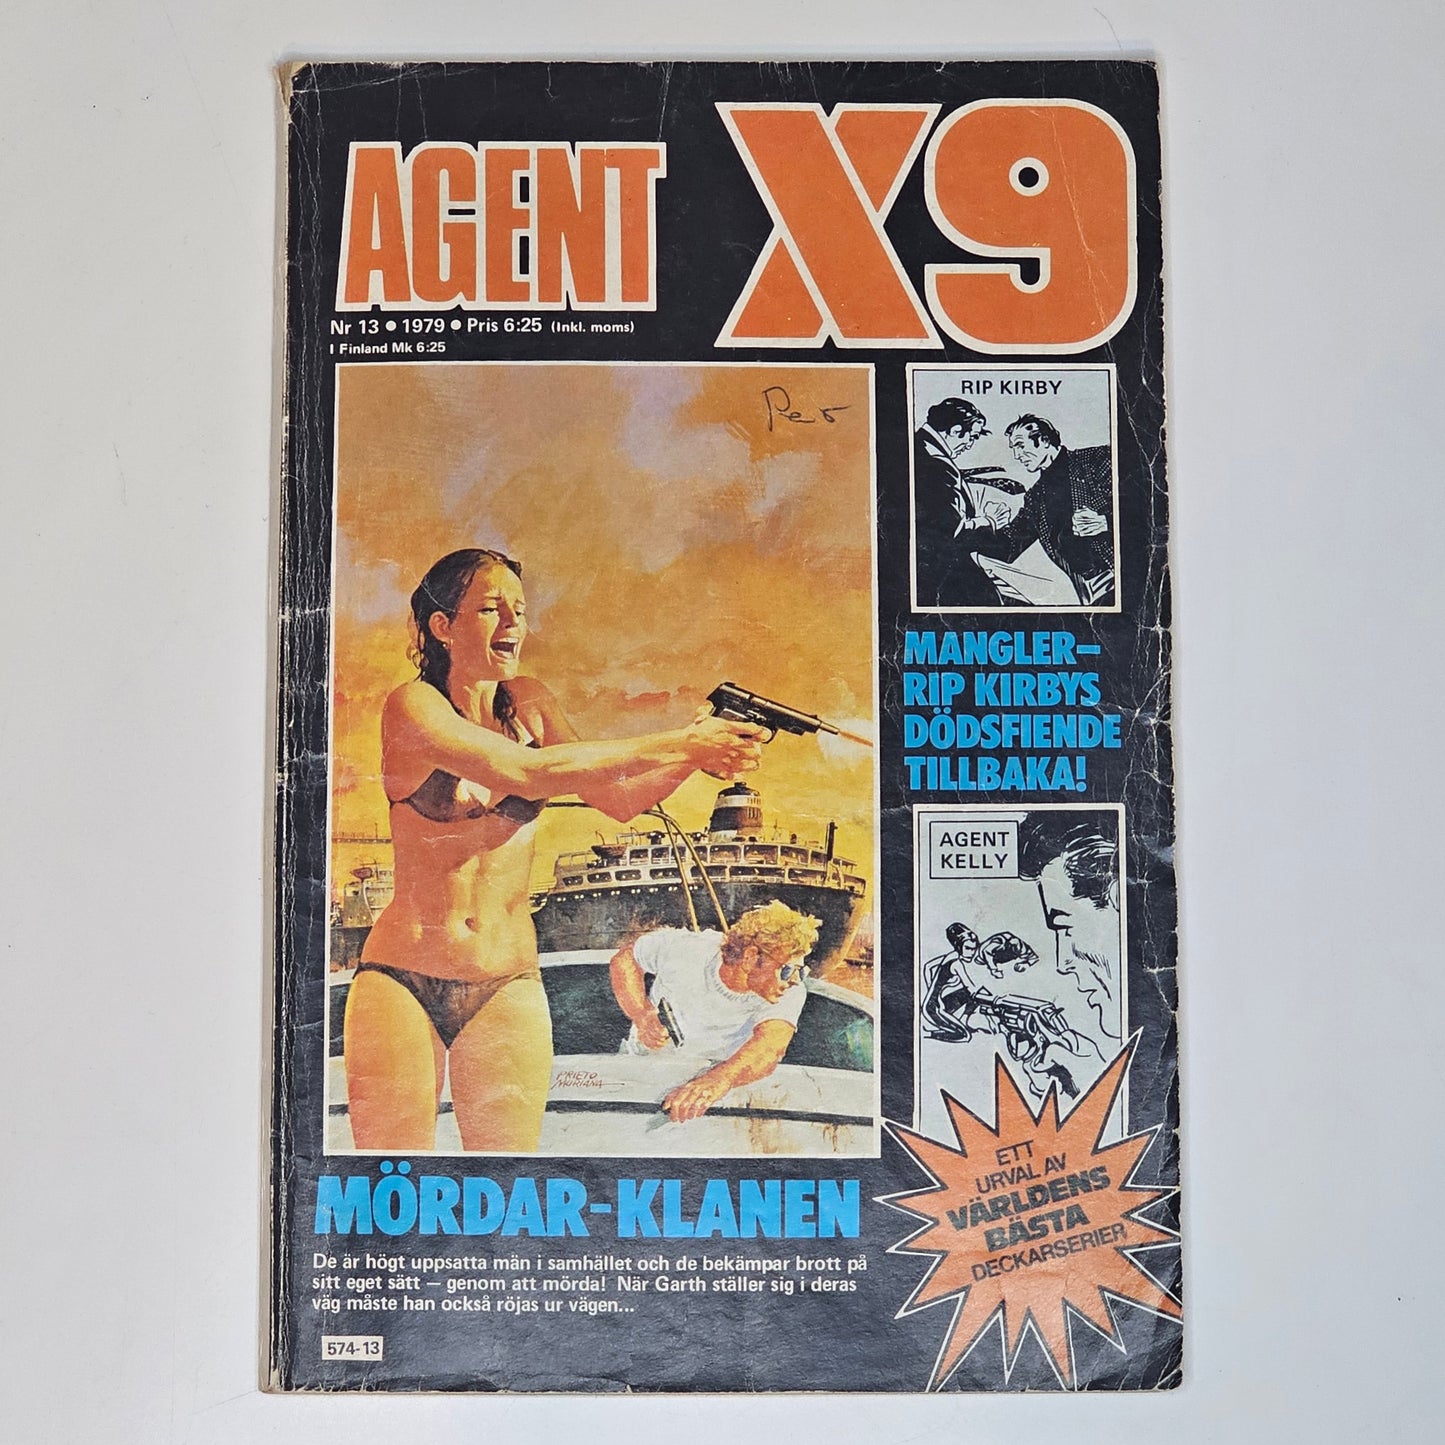 AGENT X9
Nr 13 ● 1979 ● Pris 6:25 (Inkl. moms)
I Finland Mk 6:25
RIP KIRBY
MANGLER–
RIP KIRBYS
DÖDSFIENDE
TILLBAKA!
AGENT
KELLY
PRIETO
MURIANA
MÖRDAR-KLANEN
De är högt uppsatta män i samhället och de bekämpar brott på
sitt eget sätt — genom att mörda! När Garth ställer sig i deras
väg måste han också röjas ur vägen...
574-13
ETT
URVAL AV
VÄRLDENS
BÄSTA
DECKARSERIER